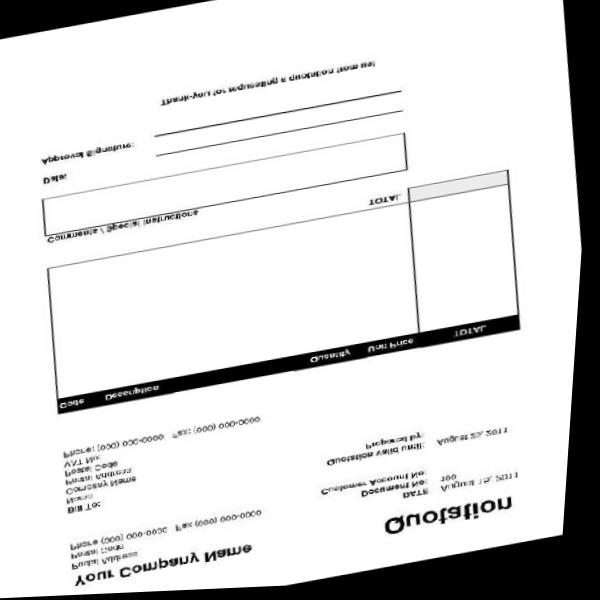 Your Company Name
Quotation
Postal Address
Postal Code
Phone (000) 000-0000 Fax (000) 000-0000
DATE: August 15, 2011
Document No: 100
Customer Account No:
Bill To:
Name
Company Name
Postal Address
Postal Code
VAT No:
Phone: (000) 000-0000 Fax: (000) 000-0000
Quotation valid until: August 25, 2011
Prepared by:
Code Description Quantity Unit Price TOTAL
TOTAL
Comments / Special Instructions
Date:
Approval Signature:
Thank-you for requesting a quotation from us!